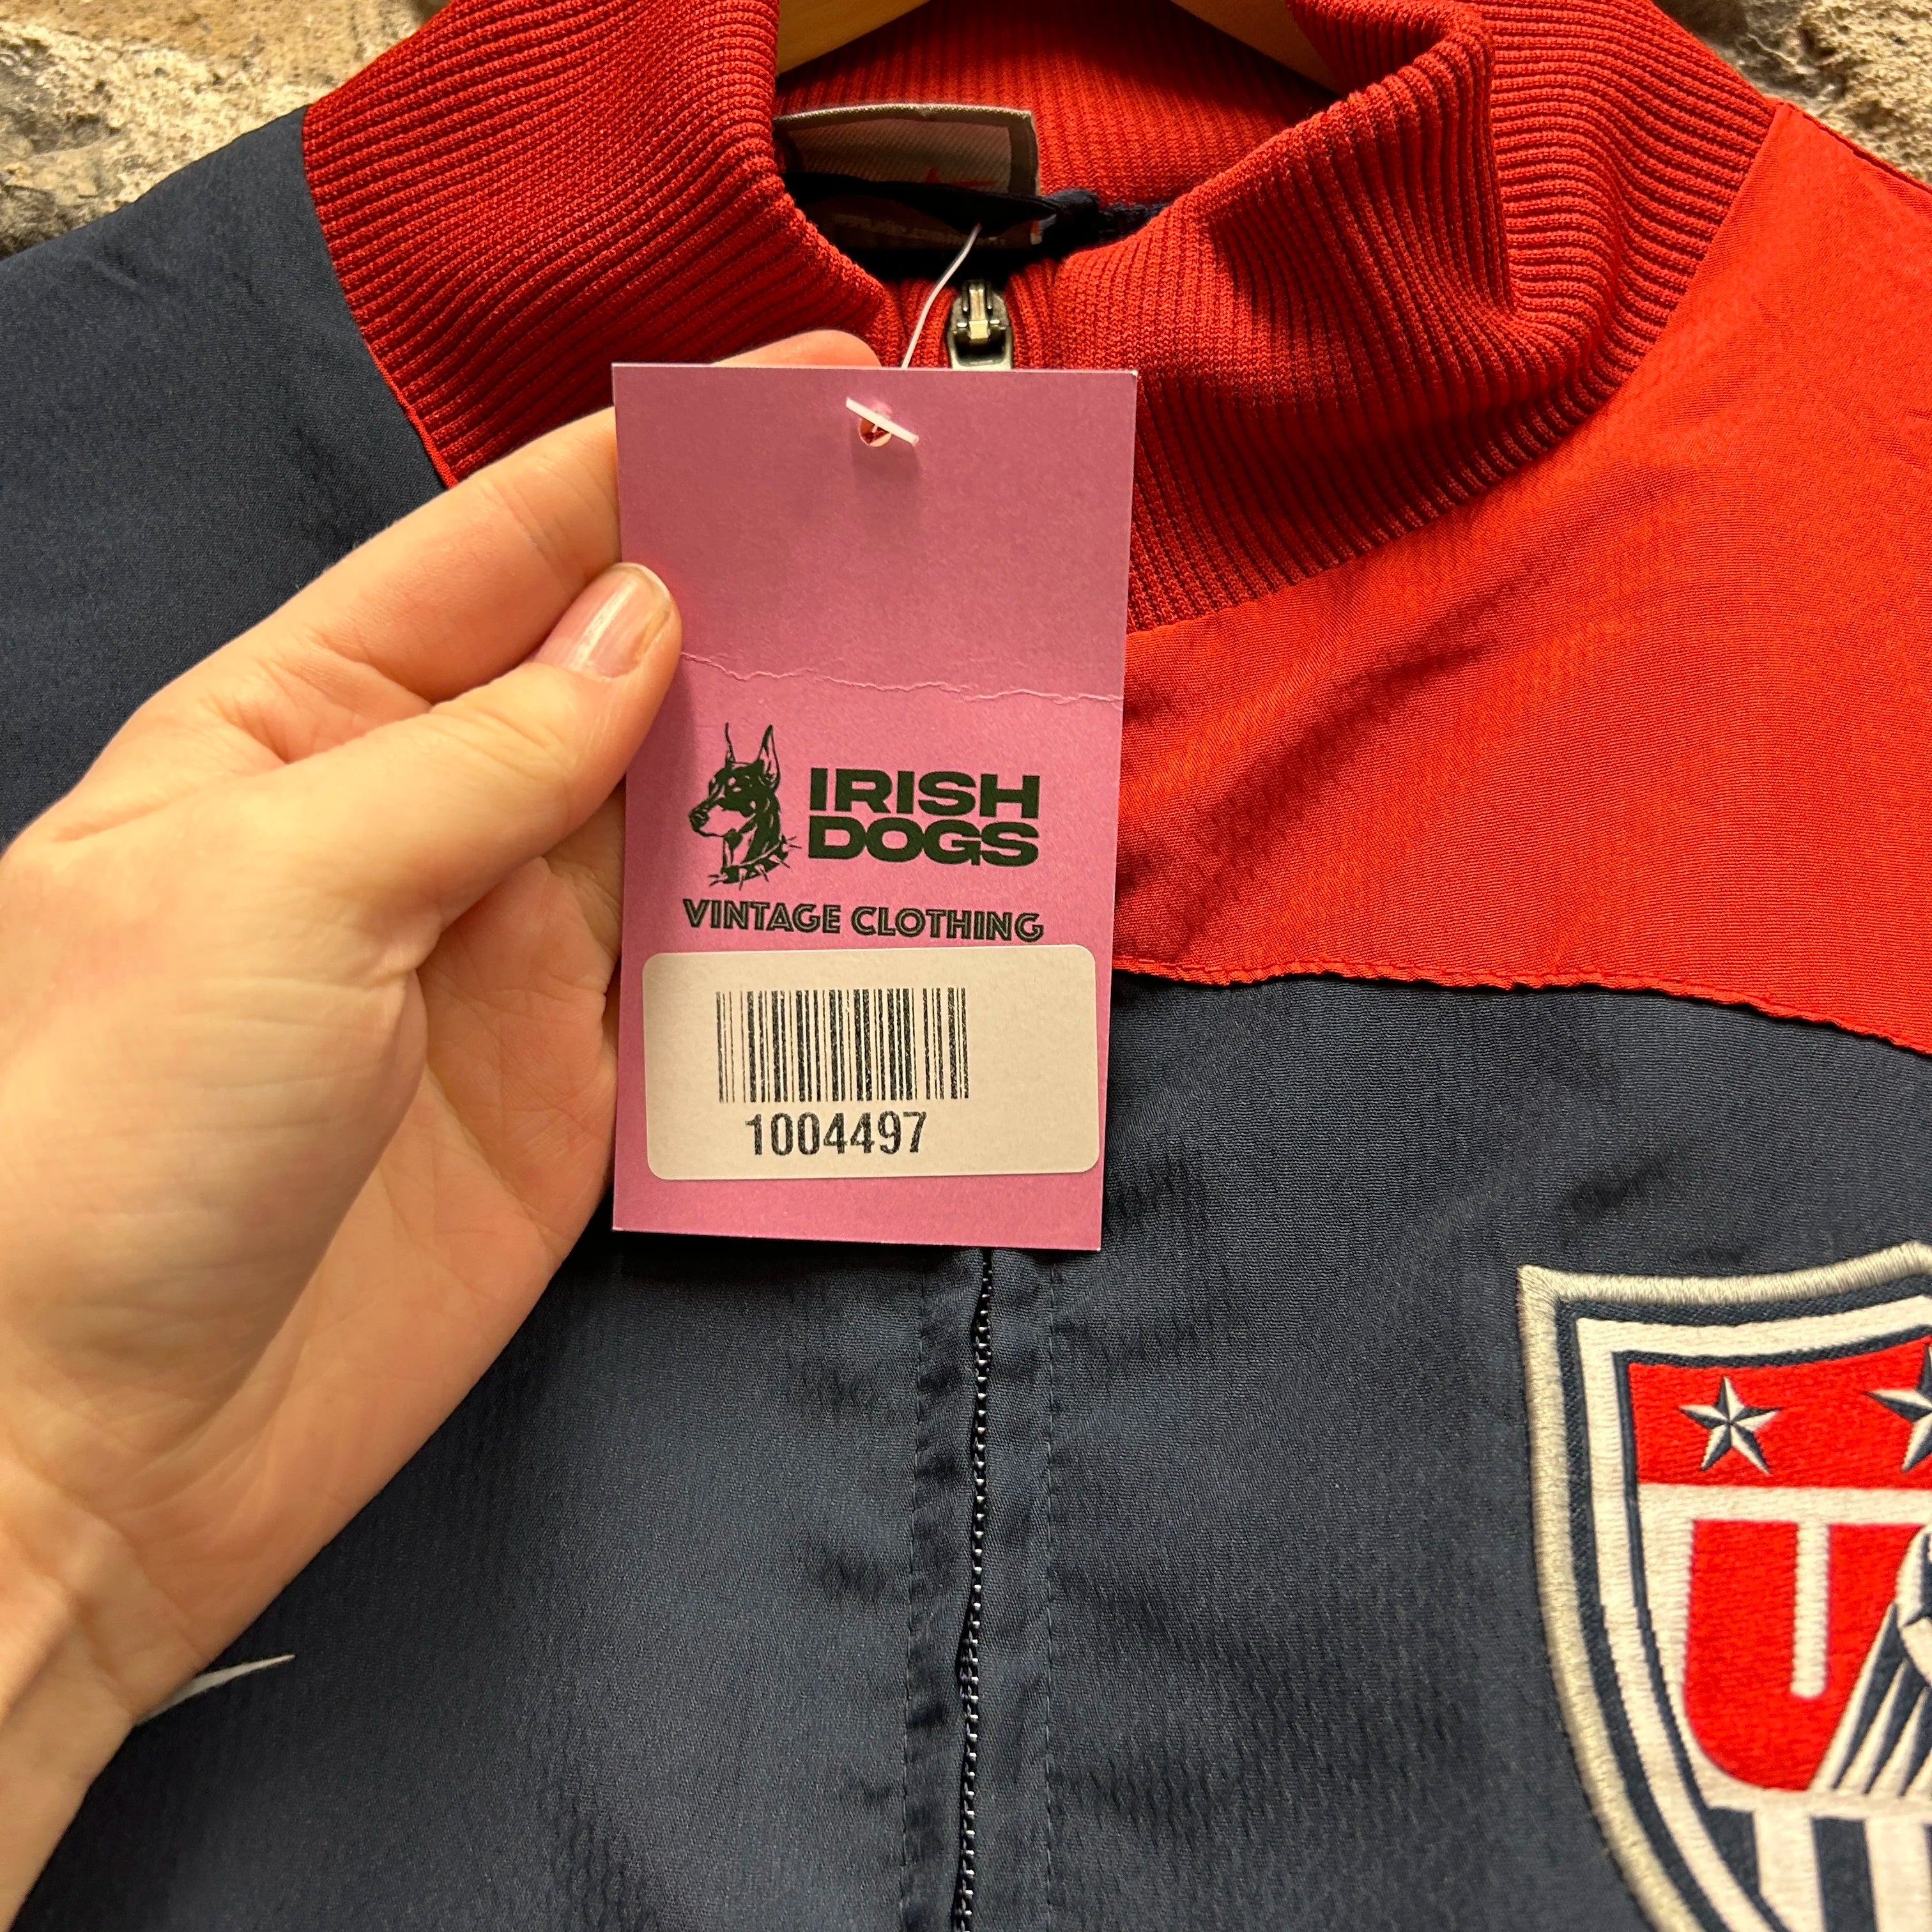 IRISH
DOGS
VINTAGE CLOTHING
1004497
U